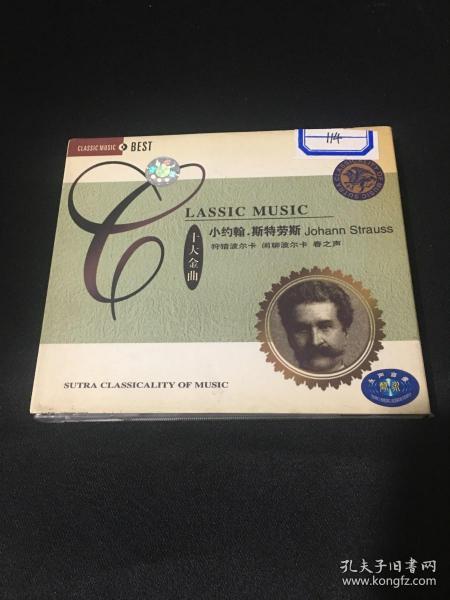 CLASSIC MUSIC BEST
114
CLASSIC MUSIC
十大金曲
小约翰.斯特劳斯 Johann Strauss
狩猎波尔卡 闲聊波尔卡 春之声
SUTRA CLASSICALITY OF MUSIC
孔夫子旧书网
www.kongfz.com